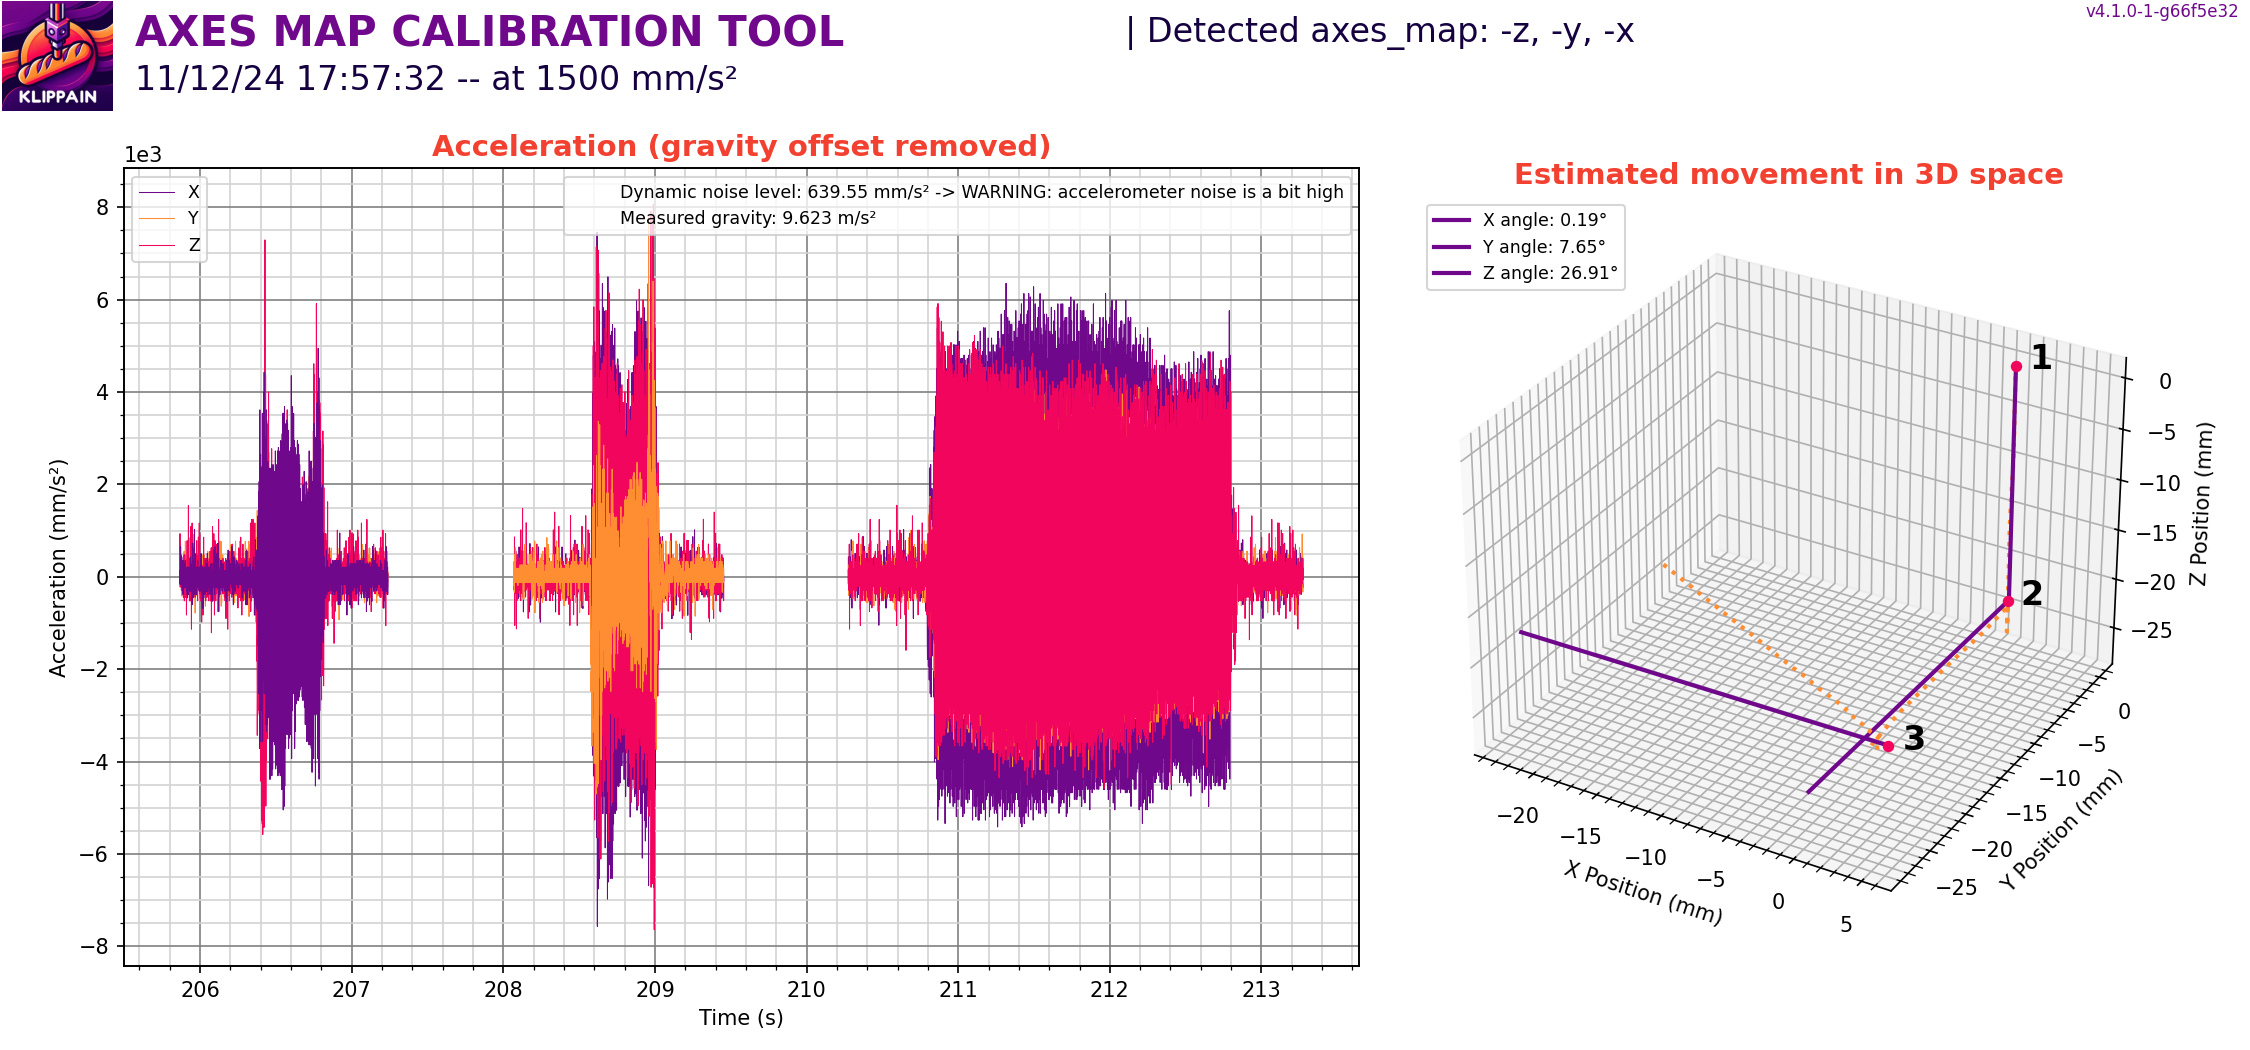 KLIPPAIN
AXES MAP CALIBRATION TOOL
11/12/24 17:57:32 -- at 1500 mm/s²
| Detected axes_map: -z, -y, -x
v4.1.0-1-g66f5e32
Acceleration (gravity offset removed)
1e3
X
Y
Z
Dynamic noise level: 639.55 mm/s² -> WARNING: accelerometer noise is a bit high
Measured gravity: 9.623 m/s²
8
6
4
2
0
−2
−4
−6
−8
Acceleration (mm/s²)
206
207
208
209
210
211
212
213
Time (s)
Estimated movement in 3D space
X angle: 0.19°
Y angle: 7.65°
Z angle: 26.91°
1
2
3
0
−5
−10
−15
−20
−25
Z Position (mm)
0
−5
−10
−15
−20
−25
Y Position (mm)
−20
−15
−10
−5
0
5
X Position (mm)